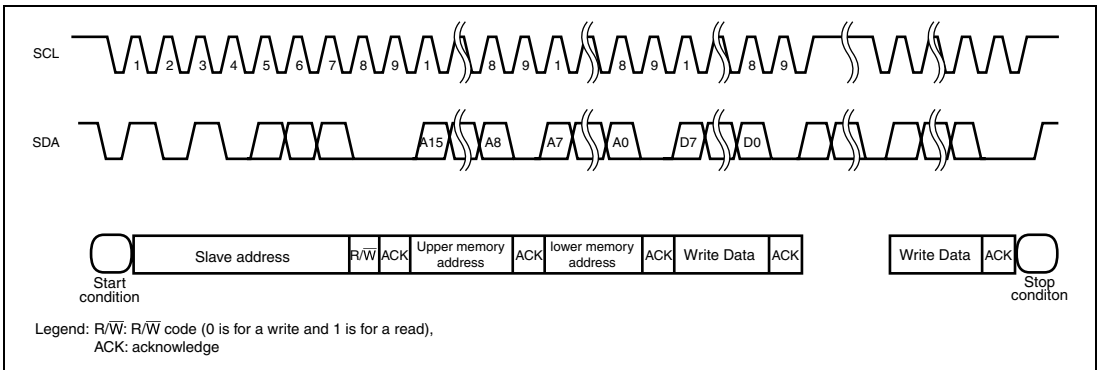 SCL
1 2 3 4 5 6 7 8 9 1 8 9 1 8 9 1 8 9
SDA
A15 A8 A7 A0 D7 D0
Slave address R/W̅ ACK Upper memory address ACK lower memory address ACK Write Data ACK Write Data ACK
Start condition
Stop conditon
Legend: R/W̅: R/W̅ code (0 is for a write and 1 is for a read),
ACK: acknowledge